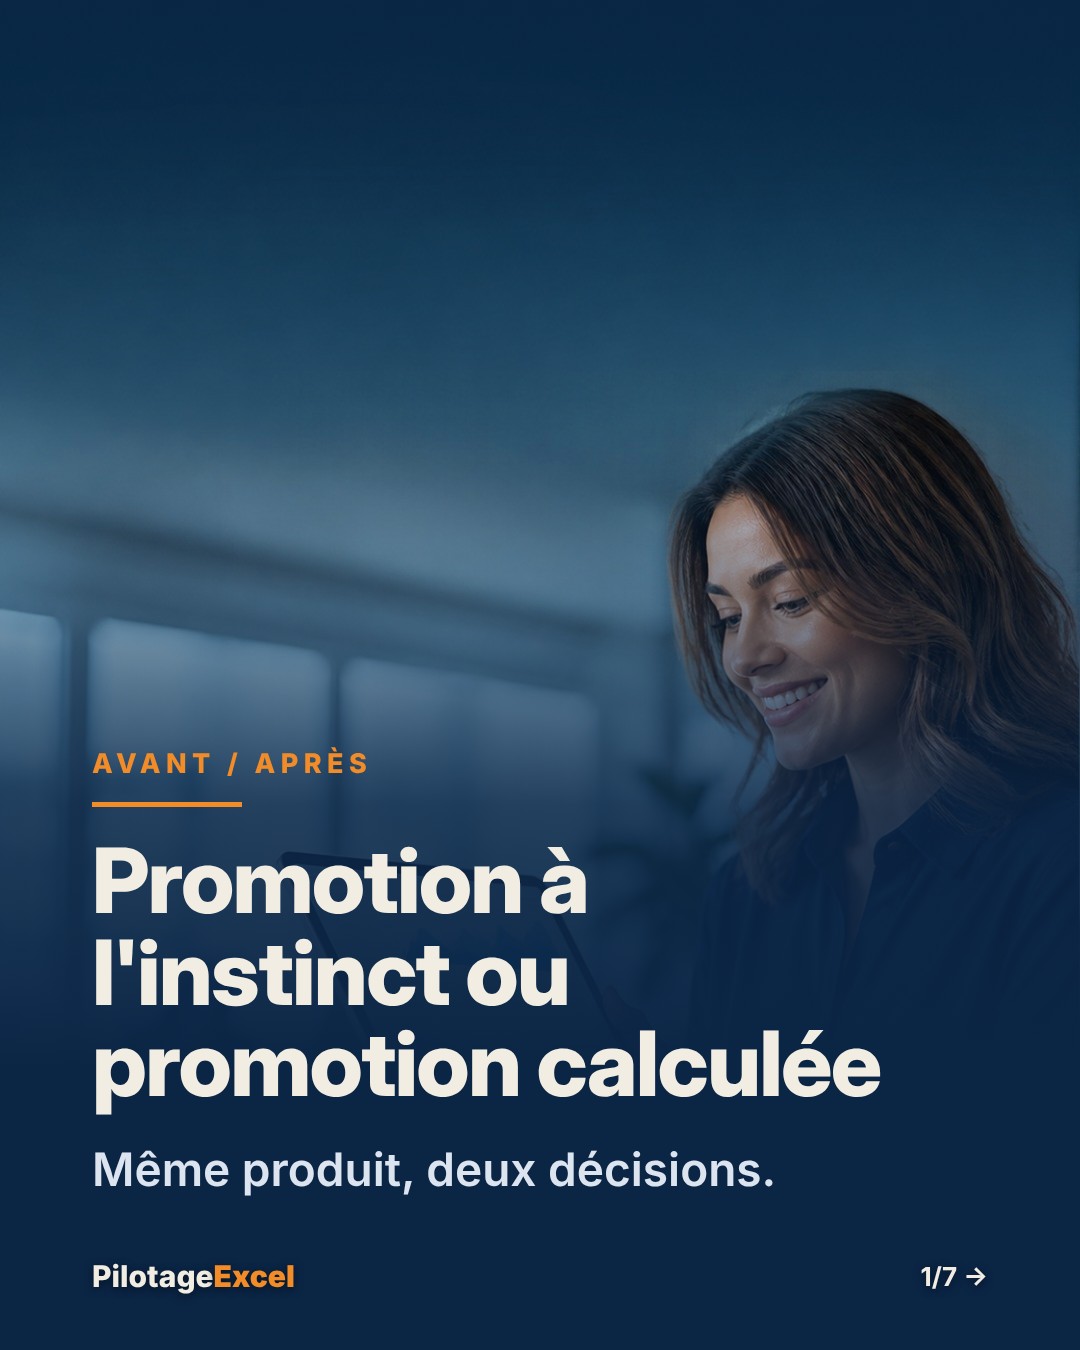 AVANT / APRÈS
Promotion à
l'instinct ou
promotion calculée
Même produit, deux décisions.
PilotageExcel
1/7 →